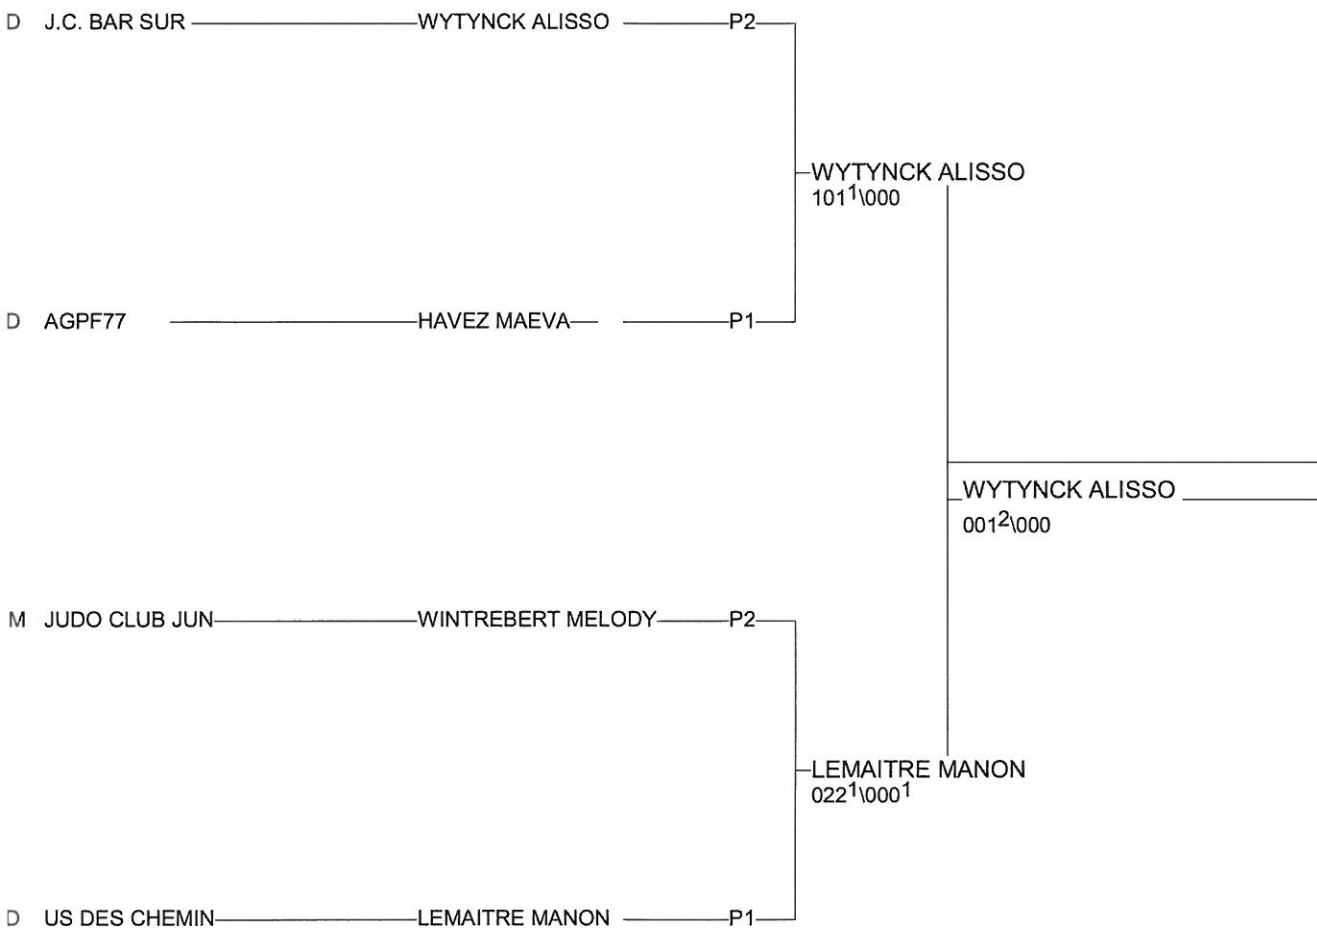 D J.C. BAR SUR WYTYNCK ALISSO P2
WYTYNCK ALISSO
101¹\000
D AGPF77 HAVEZ MAEVA P1
WYTYNCK ALISSO
001²\000
M JUDO CLUB JUN WINTREBERT MELODY P2
LEMAITRE MANON
022¹\000¹
D US DES CHEMIN LEMAITRE MANON P1